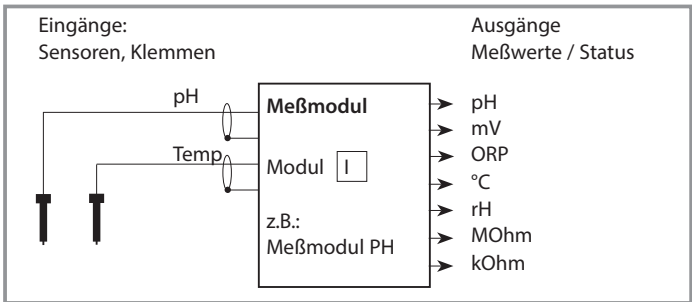 Eingänge:
Sensoren, Klemmen
Ausgänge
Meßwerte / Status
pH
Temp
Meßmodul
Modul I
z.B.:
Meßmodul PH
pH
mV
ORP
°C
rH
MOhm
kOhm